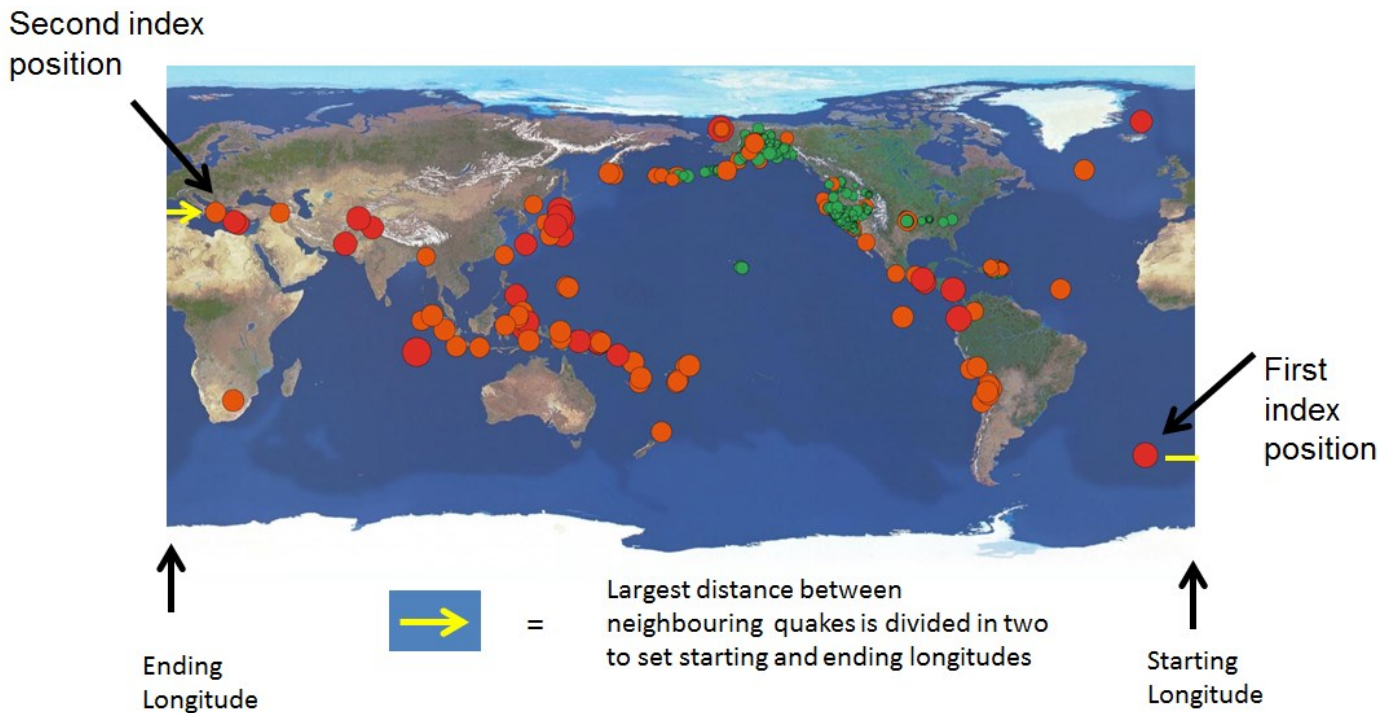 Second index
position
First
index
position
=
Largest distance between
neighbouring quakes is divided in two
to set starting and ending longitudes
Ending
Longitude
Starting
Longitude